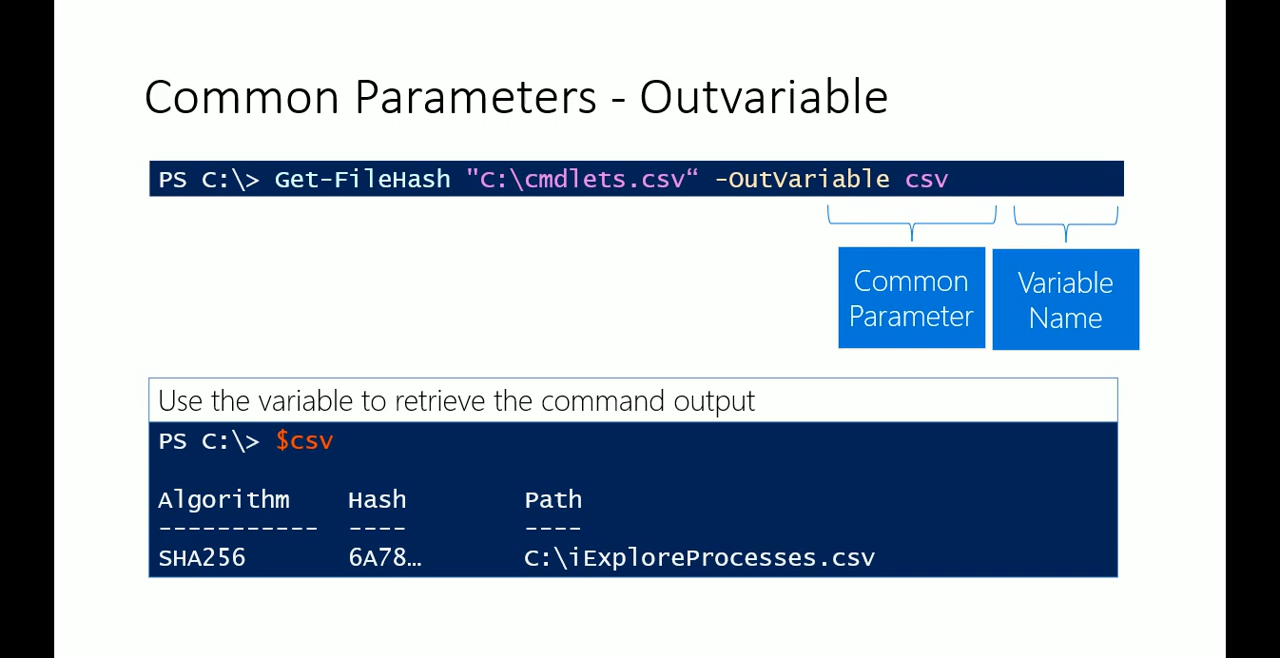 Common Parameters - Outvariable
PS C:\> Get-FileHash "C:\cmdlets.csv“ -OutVariable csv
Common
Parameter
Variable
Name
Use the variable to retrieve the command output
PS C:\> $csv
Algorithm Hash Path
----------- ---- ----
SHA256 6A78… C:\iExploreProcesses.csv